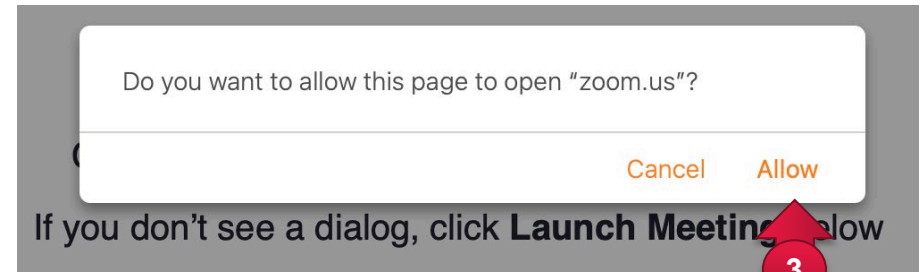 Do you want to allow this page to open “zoom.us”?
Cancel Allow
If you don’t see a dialog, click Launch Meeting
3